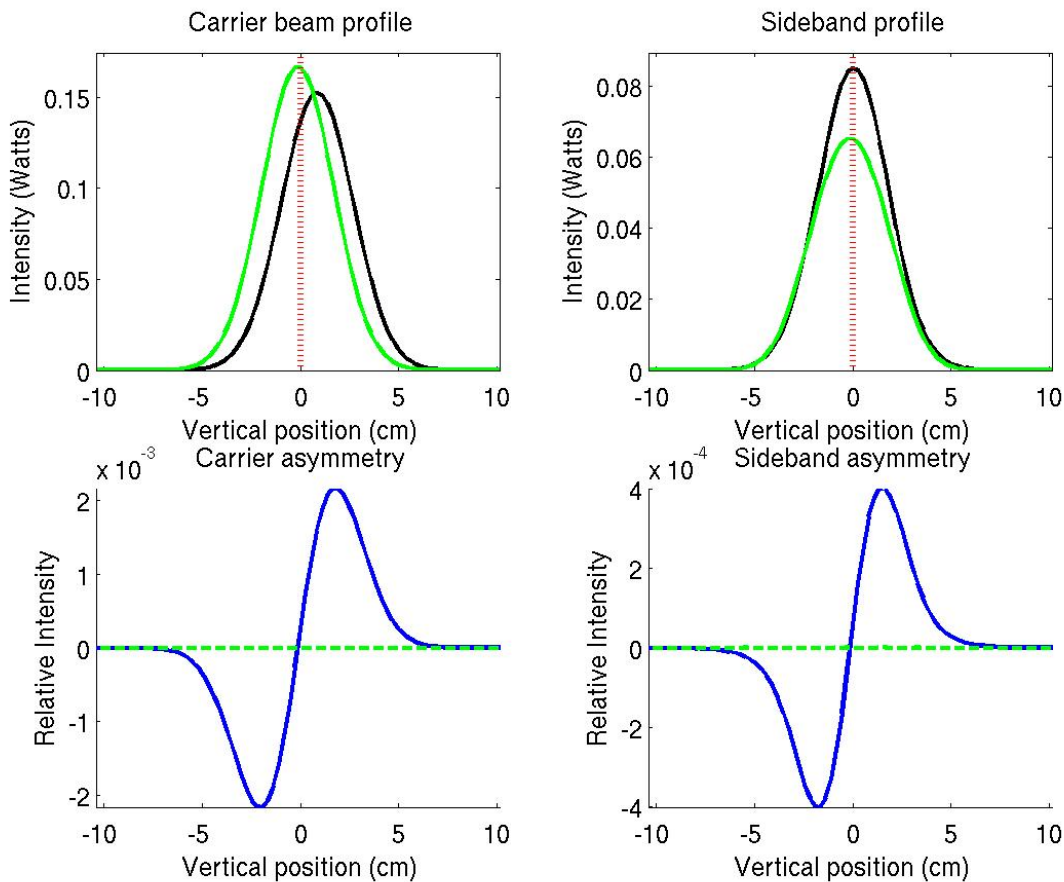 Carrier beam profile
Intensity (Watts)
0.15
0.1
0.05
0
-10 -5 0 5 10
Vertical position (cm)
Sideband profile
Intensity (Watts)
0.08
0.06
0.04
0.02
0
-10 -5 0 5 10
Vertical position (cm)
x 10^-3
Carrier asymmetry
Relative Intensity
2
1
0
-1
-2
-10 -5 0 5 10
Vertical position (cm)
x 10^-4
Sideband asymmetry
Relative Intensity
4
2
0
-2
-4
-10 -5 0 5 10
Vertical position (cm)